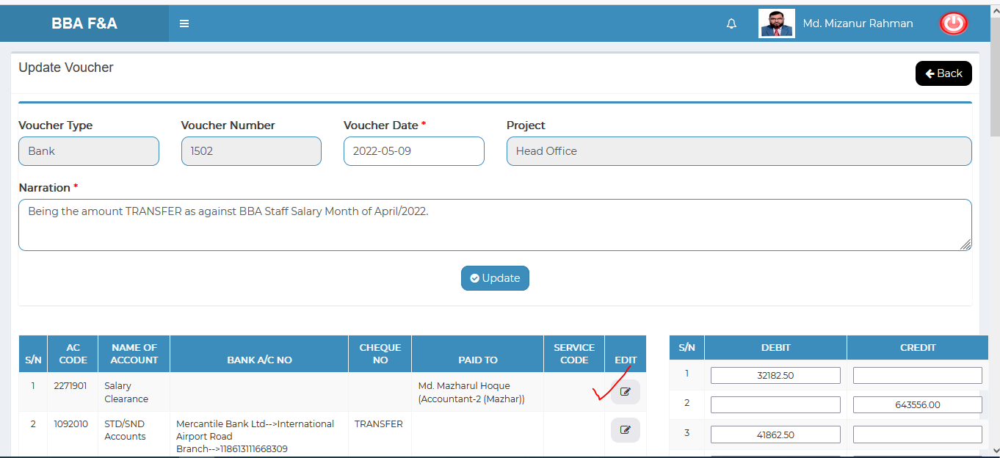 BBA F&A
Md. Mizanur Rahman
Update Voucher
Back
Voucher Type Voucher Number Voucher Date * Project
Bank 1502 2022-05-09 Head Office
Narration *
Being the amount TRANSFER as against BBA Staff Salary Month of April/2022.
Update
S/N AC CODE NAME OF ACCOUNT BANK A/C NO CHEQUE NO PAID TO SERVICE CODE EDIT
1 2271901 Salary Clearance Md. Mazharul Hoque (Accountant-2 (Mazhar))
2 1092010 STD/SND Accounts Mercantile Bank Ltd-->International Airport Road Branch-->118613111668309 TRANSFER
S/N DEBIT CREDIT
1 32182.50
2 643556.00
3 41862.50